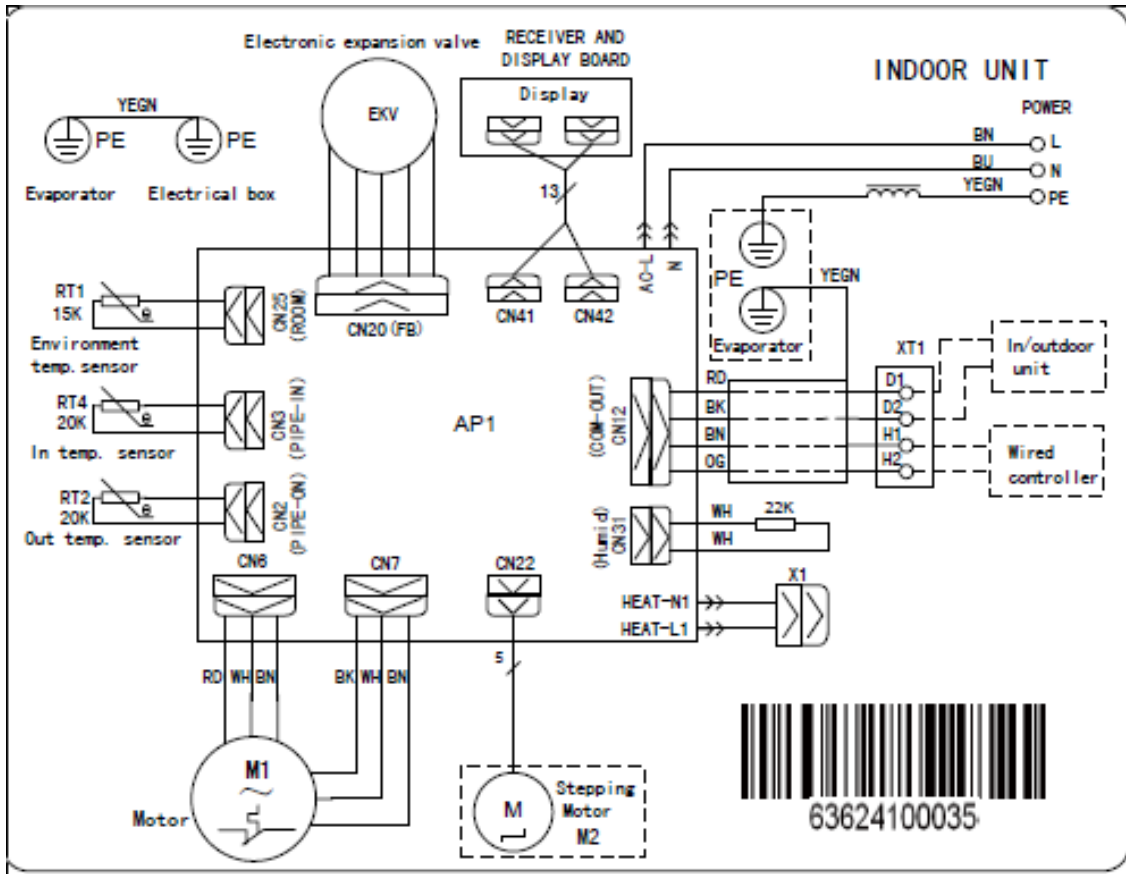 INDOOR UNIT
POWER
Electronic expansion valve
EKV
RECEIVER AND
DISPLAY BOARD
Display
BN
L
BU
N
YEGN
PE
YEGN
PE
PE
Evaporator
Electrical box
13
AC-L
N
PE
YEGN
Evaporator
RT1
15K
Environment
temp. sensor
CN25
(ROOM)
CN20(FB)
CN41
CN42
XT1
In/outdoor
unit
RT4
20K
In temp. sensor
CN3
(PIPE-IN)
AP1
(COM-OUT)
CN12
RD
BK
BN
OG
D1
D2
H1
H2
Wired
controller
RT2
20K
Out temp. sensor
CN2
(PIPE-ON)
(Humid)
CN31
WH
22K
WH
CN6
CN7
CN22
HEAT-N1
HEAT-L1
X1
RD WH BN
BK WH BN
5
M1
~
Motor
M
Stepping
Motor
M2
63624100035